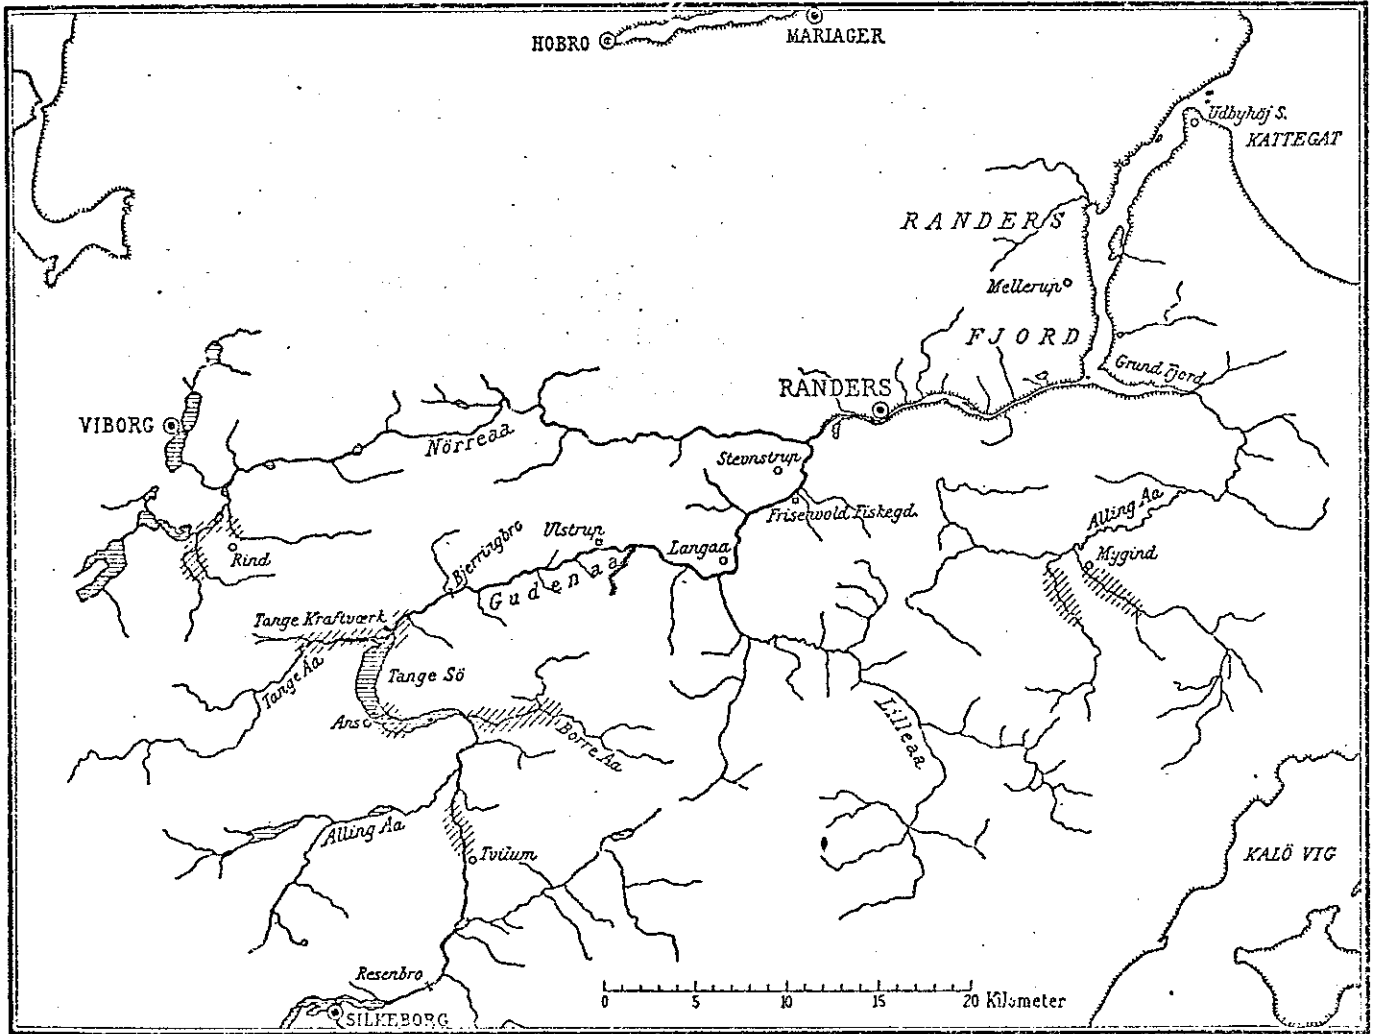 HOBRO
MARIAGER
Udbyhöj S.
KATTEGAT
RANDERS
Mellerup
FJORD
Grund Fjord
RANDERS
VIBORG
Nörreaa
Stevnstrup
Frisenvold Fiskegd.
Alling Aa
Ulstrup
Bjerringbro
Langaa
Mygind
Rind
Gudenaa
Tange Kraftværk
Tange Aa
Tange Sö
Ans
Borre Aa
Lilleaa
Alling Aa
Tvilum
KALÖ VIG
Resenbro
0 5 10 15 20 Kilometer
SILKEBORG